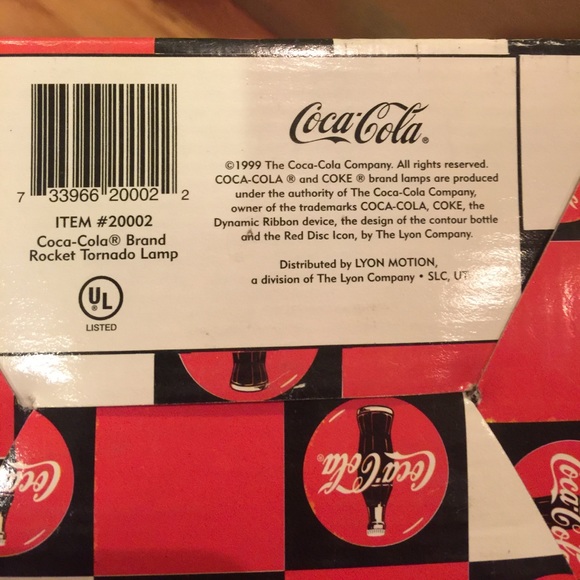 Coca-Cola®
©1999 The Coca-Cola Company. All rights reserved.
COCA-COLA ® and COKE ® brand lamps are produced
under the authority of The Coca-Cola Company,
owner of the trademarks COCA-COLA, COKE, the
Dynamic Ribbon device, the design of the contour bottle
and the Red Disc Icon, by The Lyon Company.
Distributed by LYON MOTION,
a division of The Lyon Company • SLC, UT
7 33966 20002 2
ITEM #20002
Coca-Cola® Brand
Rocket Tornado Lamp
UL
LISTED
Coca-Cola®
Coca-Cola